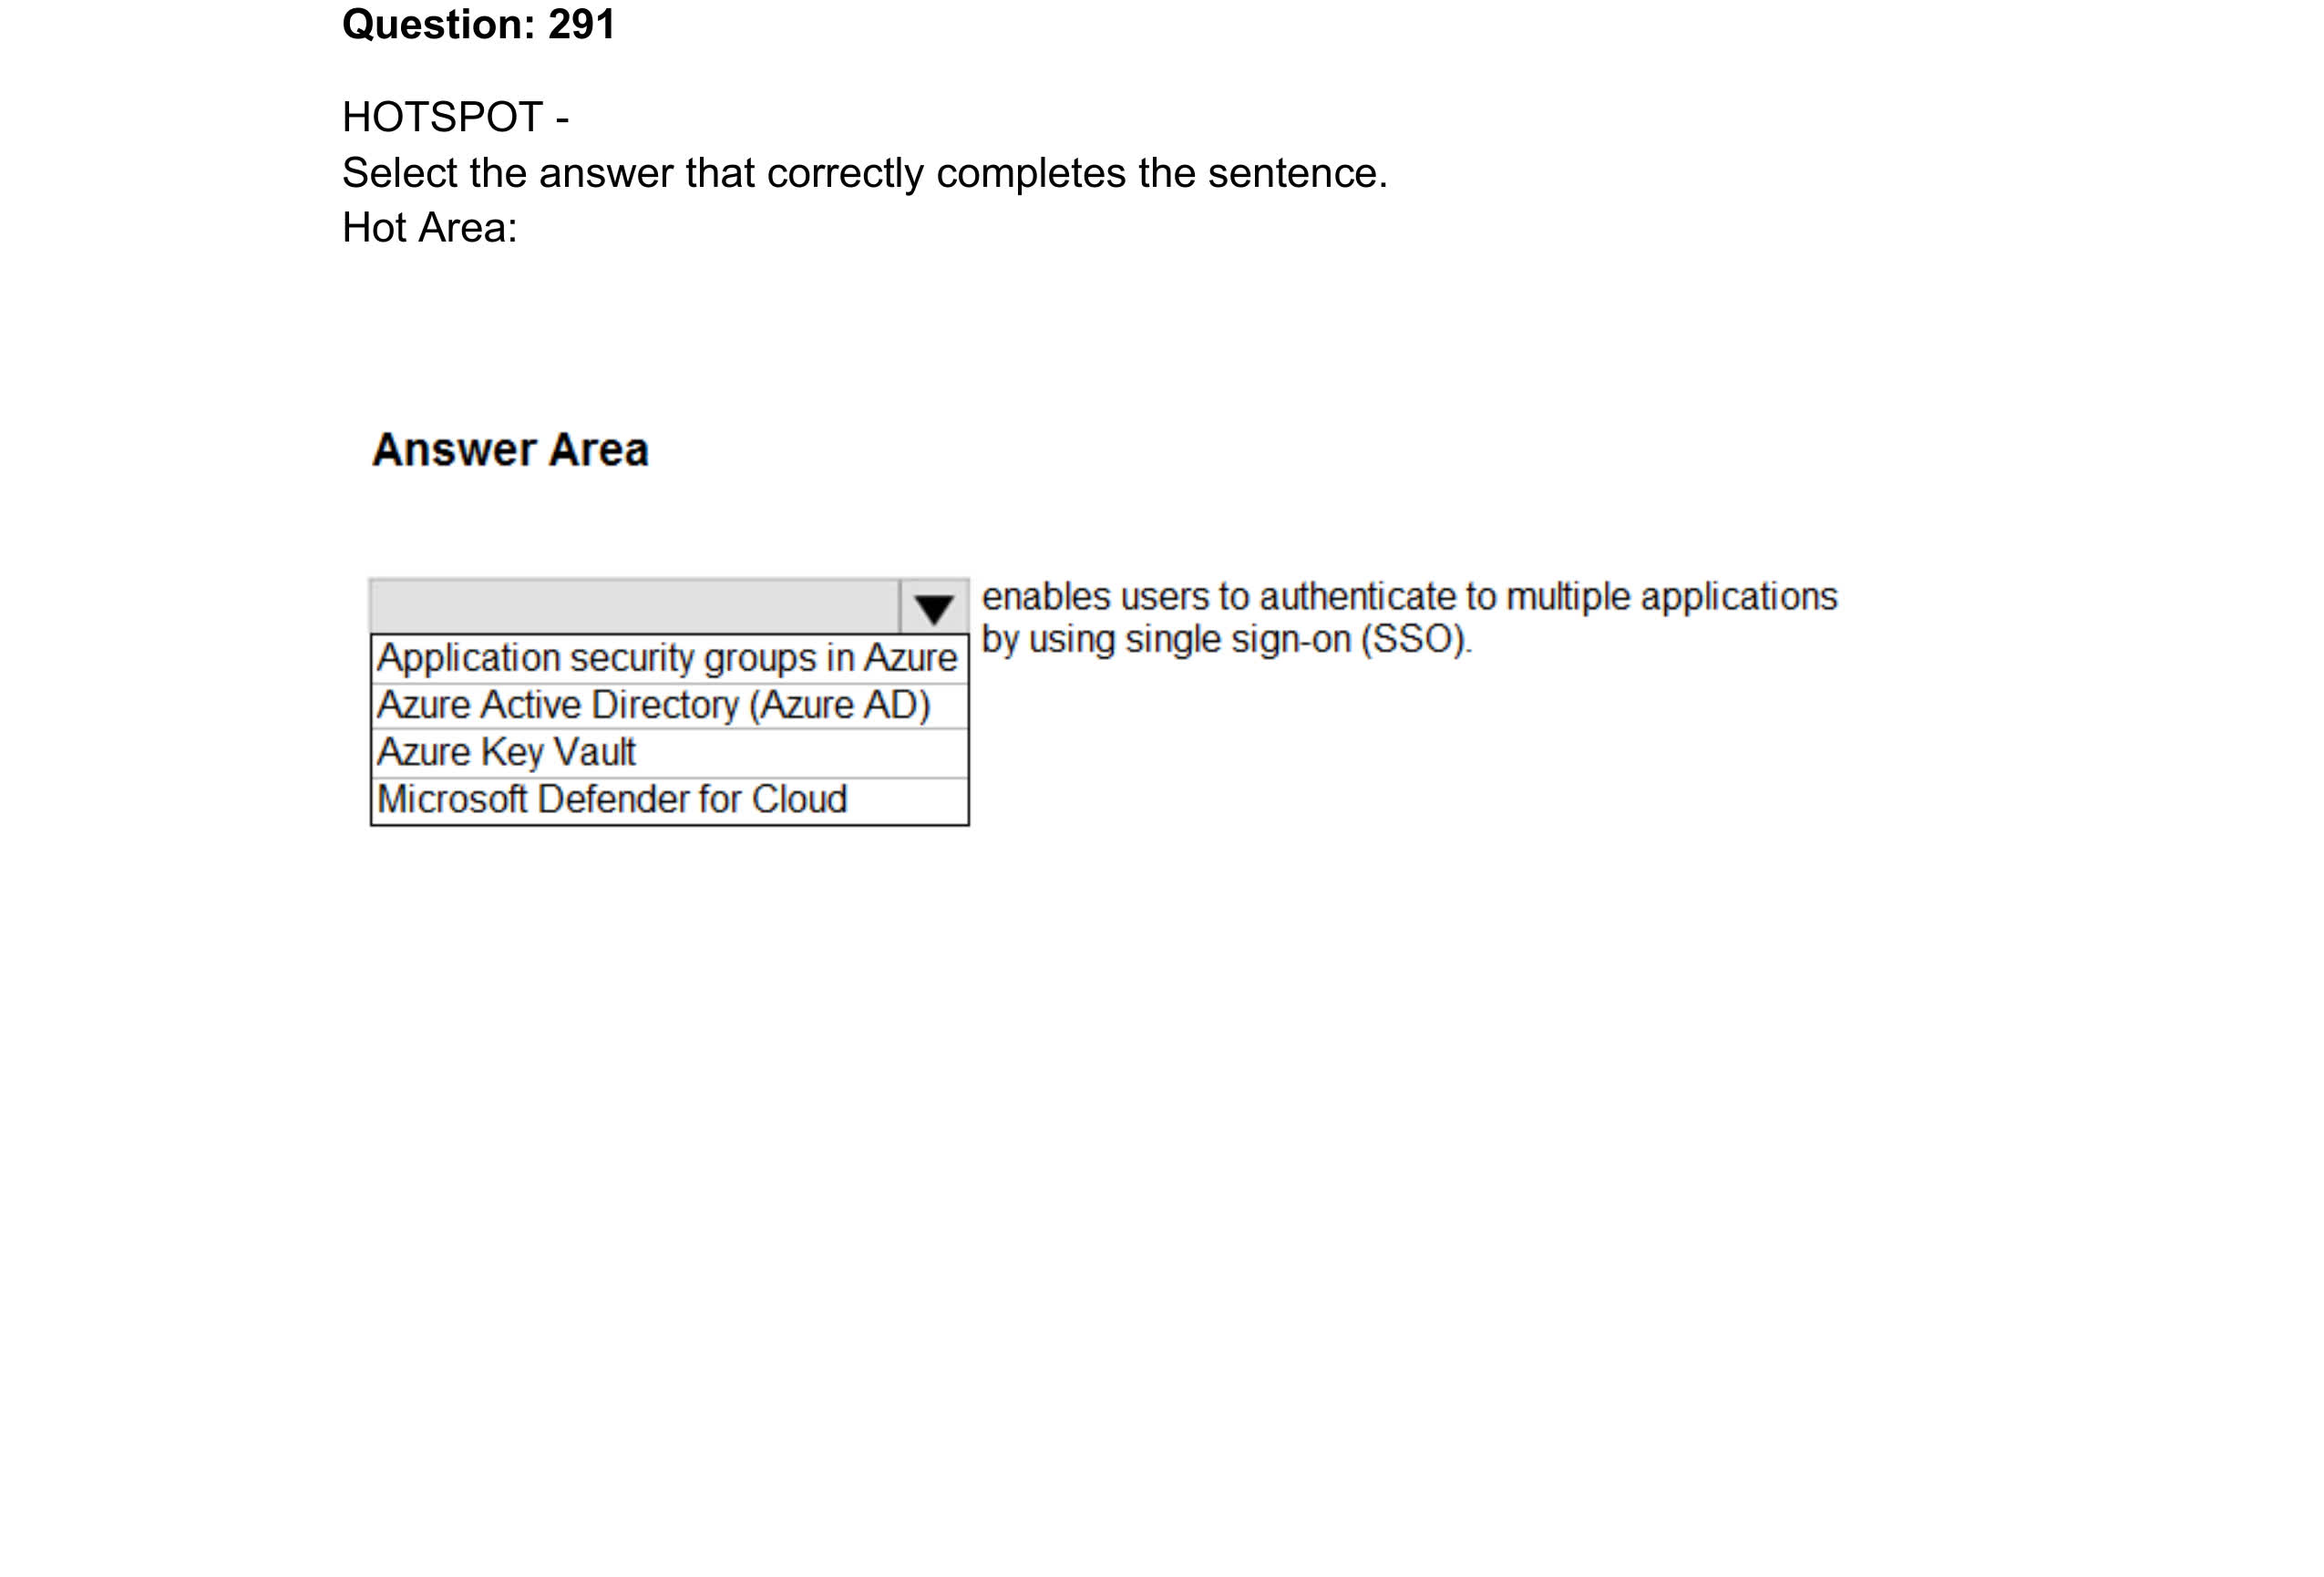 Question: 291
HOTSPOT -
Select the answer that correctly completes the sentence.
Hot Area:
Answer Area
enables users to authenticate to multiple applications
by using single sign-on (SSO).
Application security groups in Azure
Azure Active Directory (Azure AD)
Azure Key Vault
Microsoft Defender for Cloud